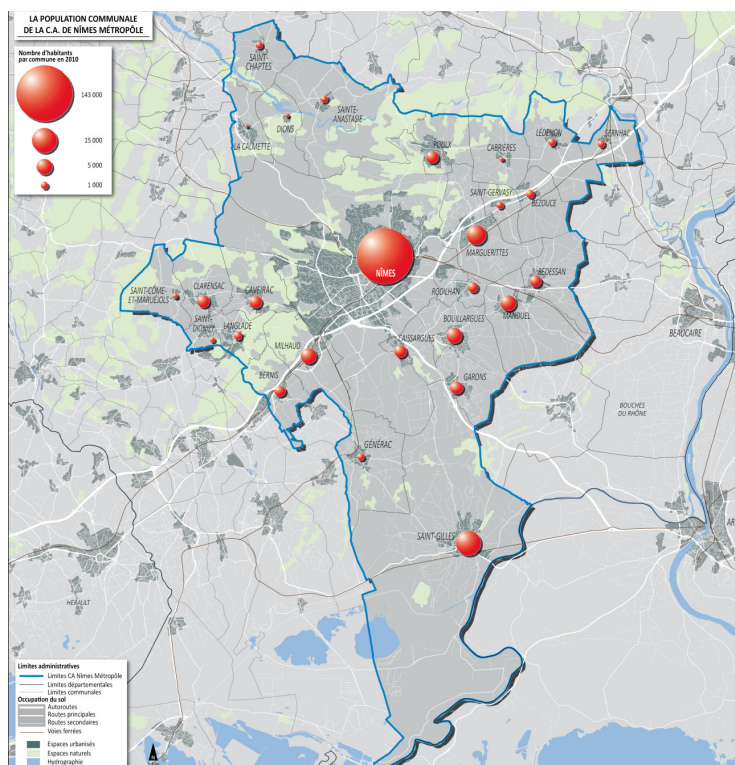 LA POPULATION COMMUNALE
DE LA C.A. DE NÎMES MÉTROPÔLE
Nombre d'habitants
par commune en 2010
143 000
15 000
5 000
1 000
SAINT-
CHAPTES
SAINTE-
ANASTASIE
DIONS
LA CALMETTE
POULX
CABRIÈRES
LÉDENON
SERNHAC
SAINT-GERVASY
BEZOUCE
MARGUERITTES
NÎMES
REDESSAN
RODILHAN
MANDUEL
SAINT-CÔME-
ET-MARUÉJOLS
CLARENSAC
CAVEIRAC
SAINT-
DIONISY
LANGLADE
BOUILLARGUES
BEAUCAIRE
MILHAUD
CAISSARGUES
BERNIS
GARONS
BOUCHES
DU RHÔNE
GÉNÉRAC
SAINT-GILLES
AR
HERAULT
Limites administratives
Limites CA Nîmes Métropôle
Limites départementales
Limites communales
Occupation du sol
Autoroutes
Routes principales
Routes secondaires
Voies ferrées
Espaces urbanisés
Espaces naturels
Hydrographie